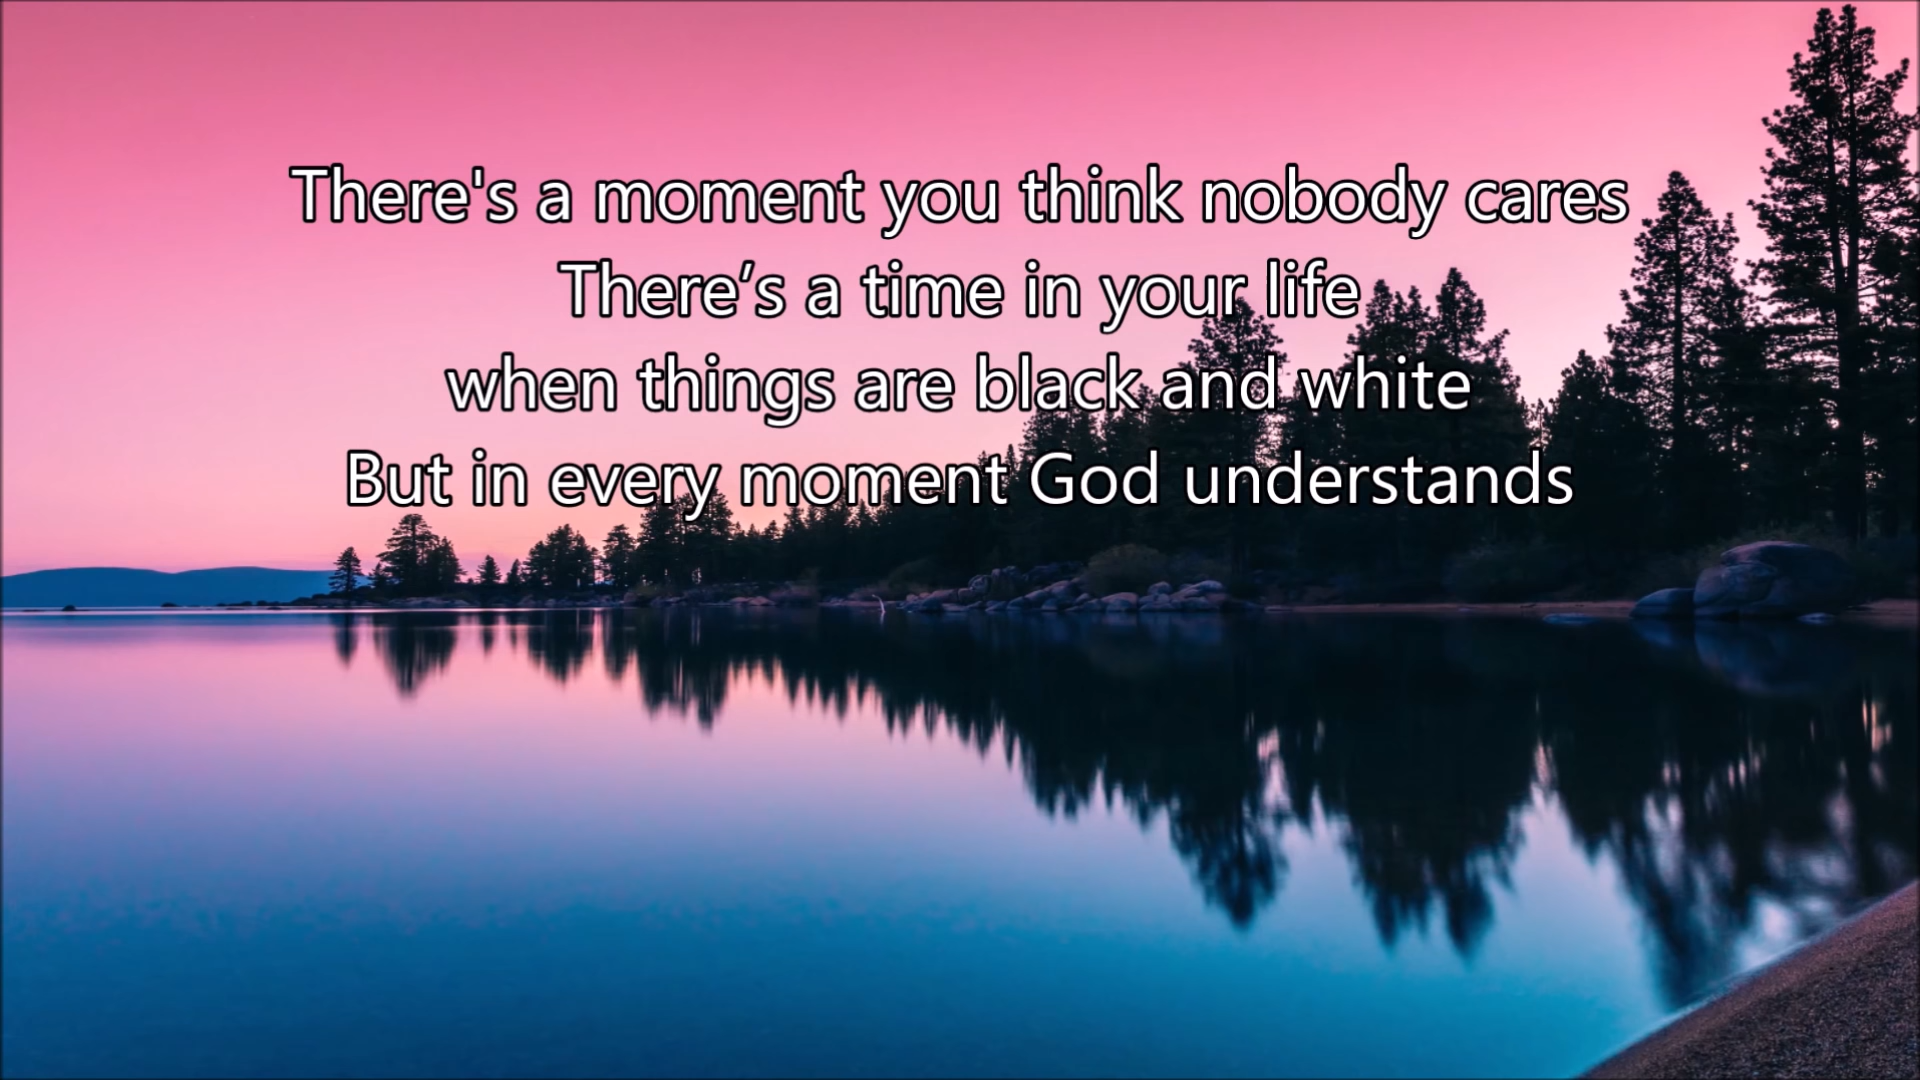 There's a moment you think nobody cares
There’s a time in your life
when things are black and white
But in every moment God understands